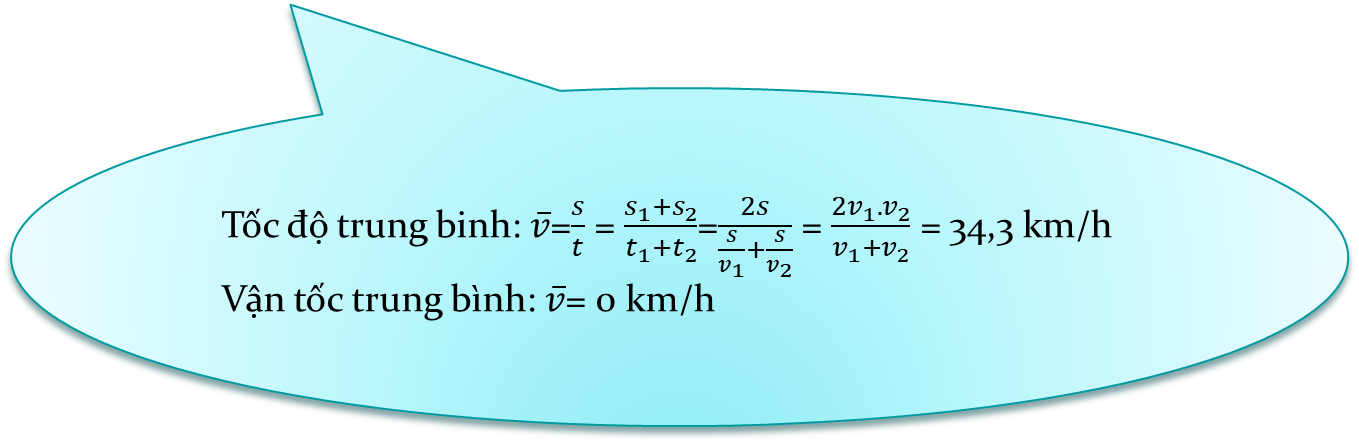 Tốc độ trung binh: v̄=s/t = (s₁+s₂)/(t₁+t₂)=2s/(s/v₁+s/v₂) = 2v₁.v₂/(v₁+v₂) = 34,3 km/h
Vận tốc trung bình: v̄= 0 km/h